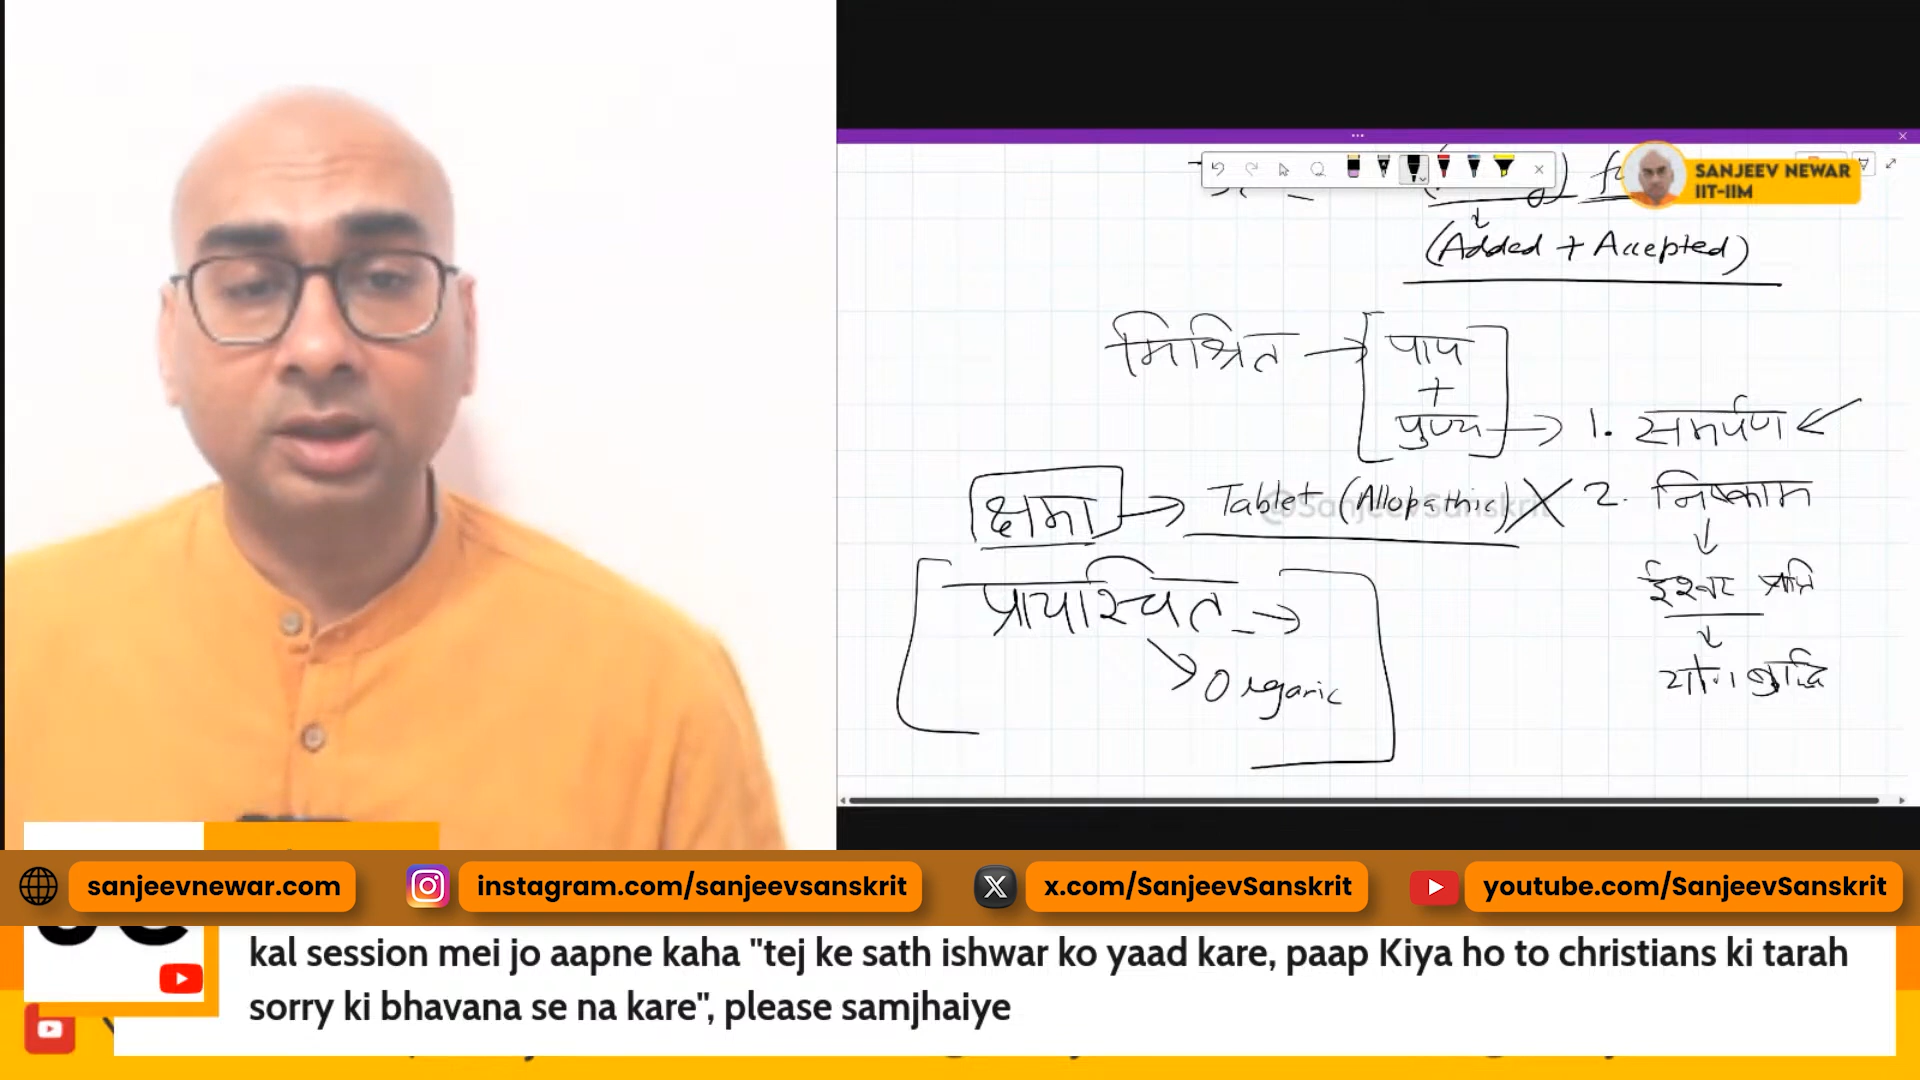 SANJEEV NEWAR
IIT-IIM
(Added + Accepted)
मिश्रित → [पाप
+
पुण्य] → 1. समर्पण
क्षमा → Tablet (Allopathic) X 2. निष्काम
@SanjeevSanskrit
↓
ईश्वर
प्रायश्चित →
↓
Organic
योग बुद्धि
sanjeevnewar.com
instagram.com/sanjeevsanskrit
x.com/SanjeevSanskrit
youtube.com/SanjeevSanskrit
kal session mei jo aapne kaha "tej ke sath ishwar ko yaad kare, paap Kiya ho to christians ki tarah
sorry ki bhavana se na kare", please samjhaiye